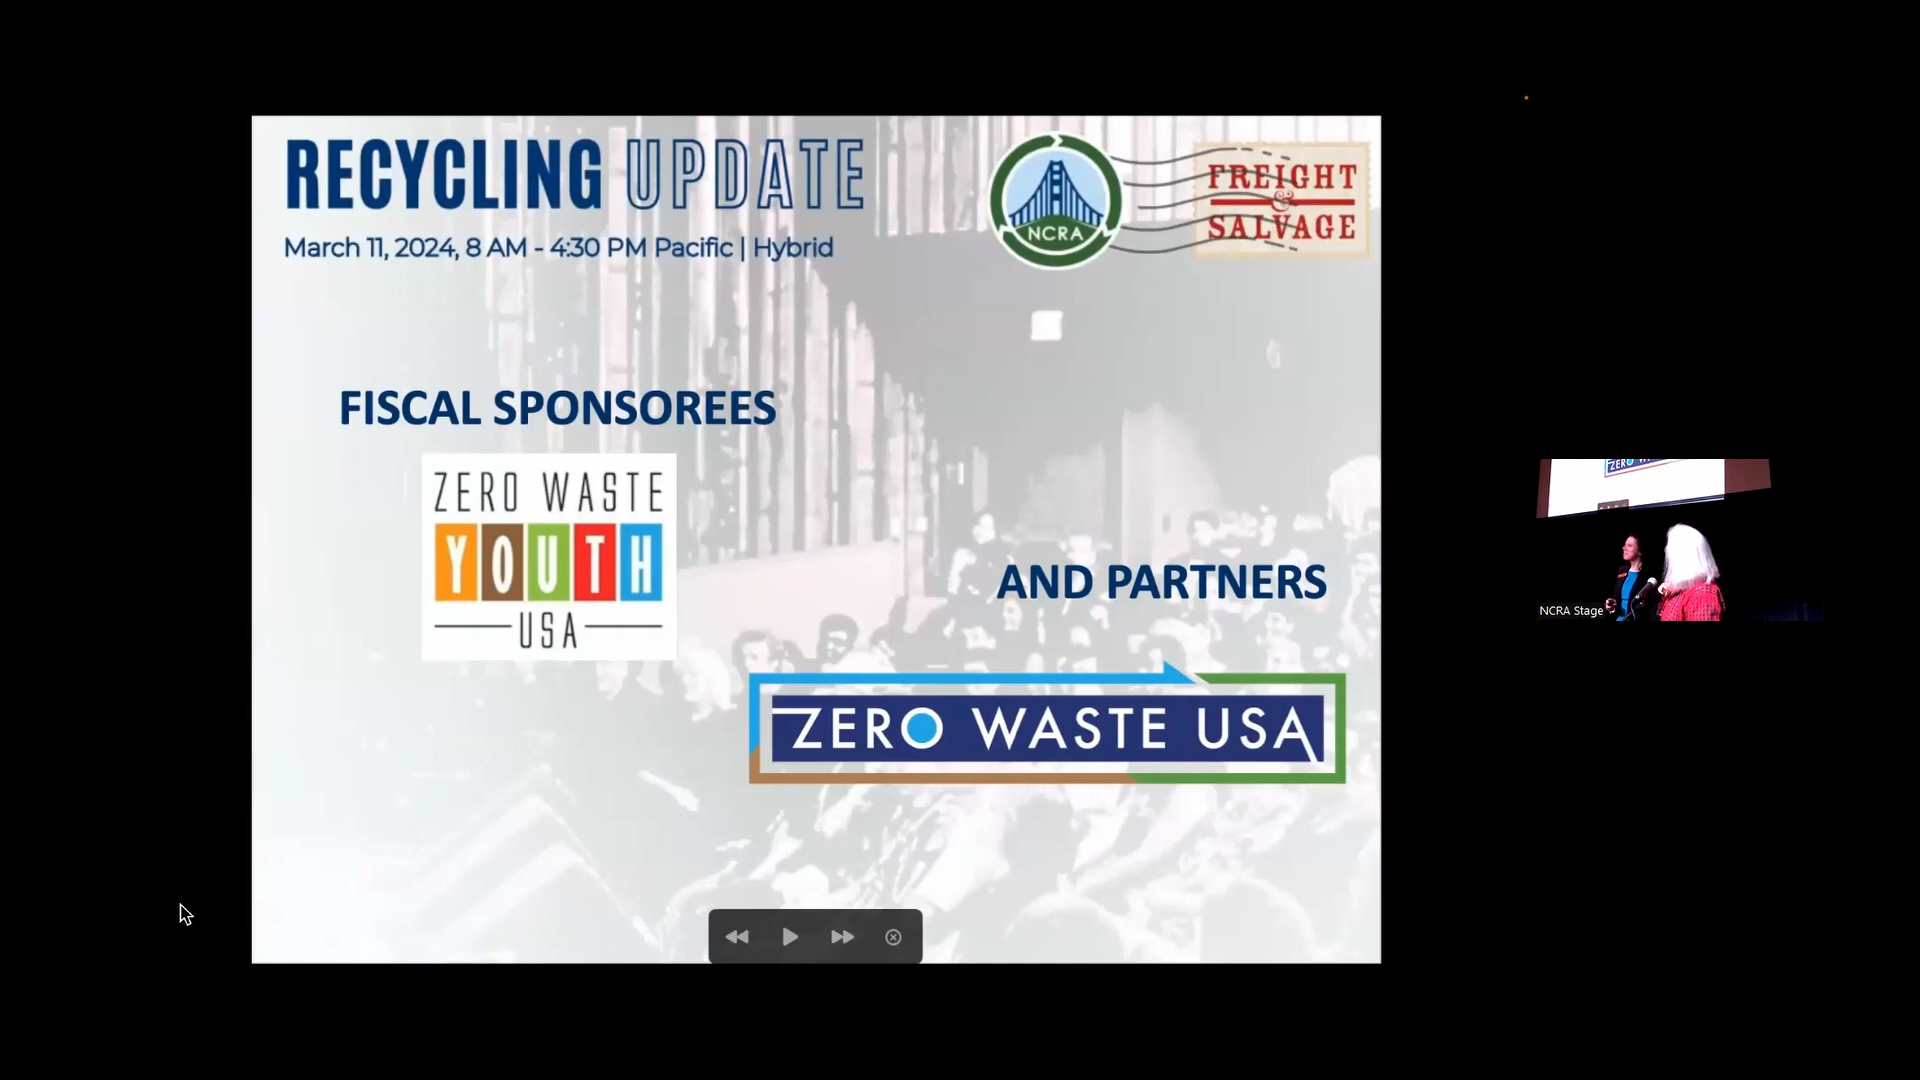 RECYCLING UPDATE
March 11, 2024, 8 AM - 4:30 PM Pacific | Hybrid
NCRA
FREIGHT
&
SALVAGE
FISCAL SPONSOREES
ZERO WASTE
YOUTH
USA
AND PARTNERS
ZERO WASTE USA
ZERO
NCRA Stage